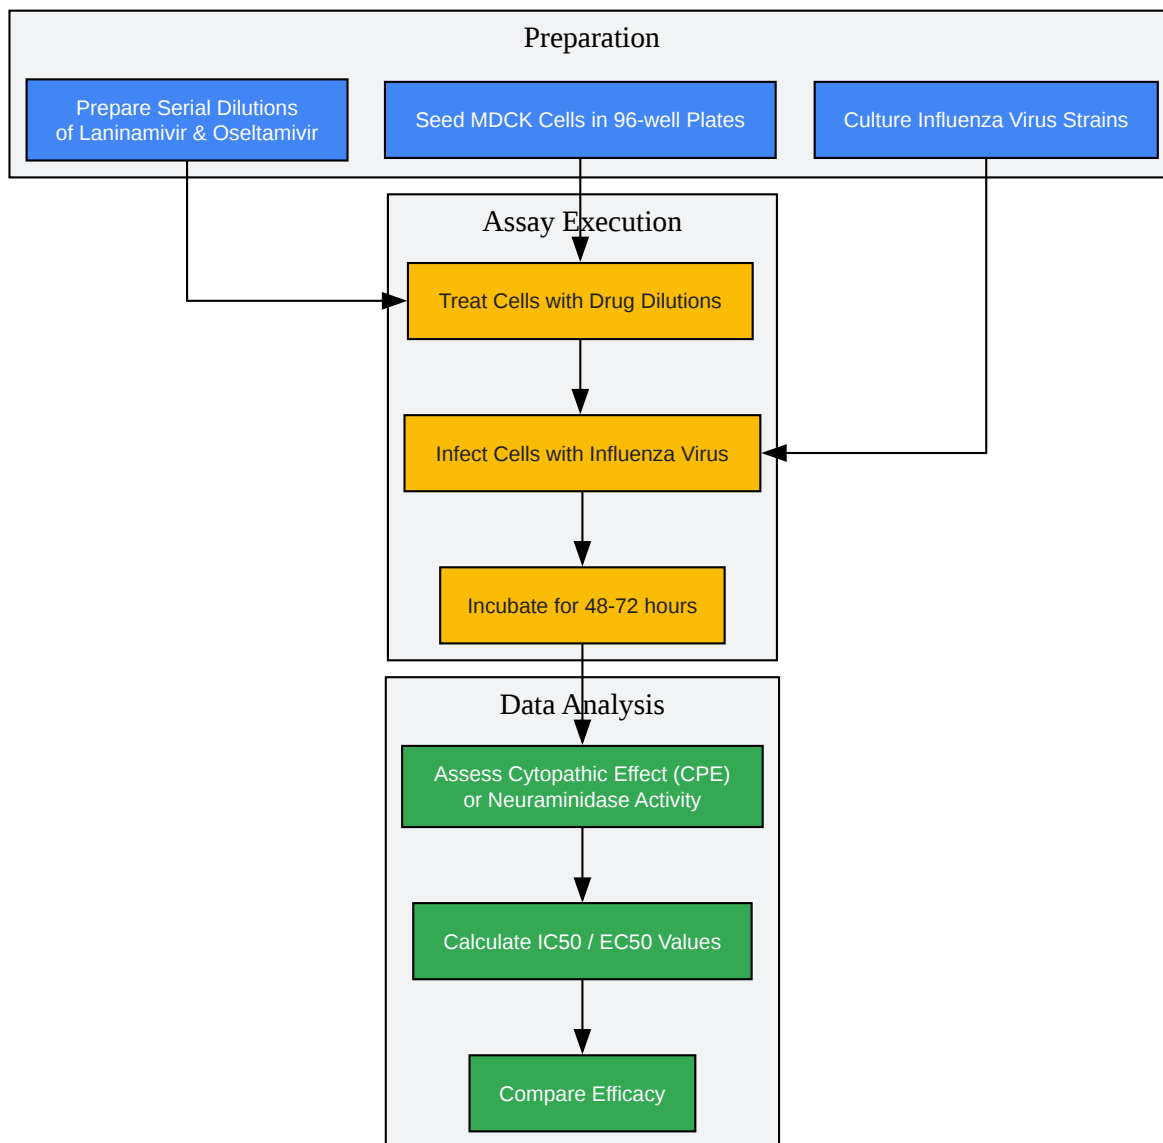 Preparation
Prepare Serial Dilutions
of Laninamivir & Oseltamivir
Seed MDCK Cells in 96-well Plates
Culture Influenza Virus Strains
Assay Execution
Treat Cells with Drug Dilutions
Infect Cells with Influenza Virus
Incubate for 48-72 hours
Data Analysis
Assess Cytopathic Effect (CPE)
or Neuraminidase Activity
Calculate IC50 / EC50 Values
Compare Efficacy